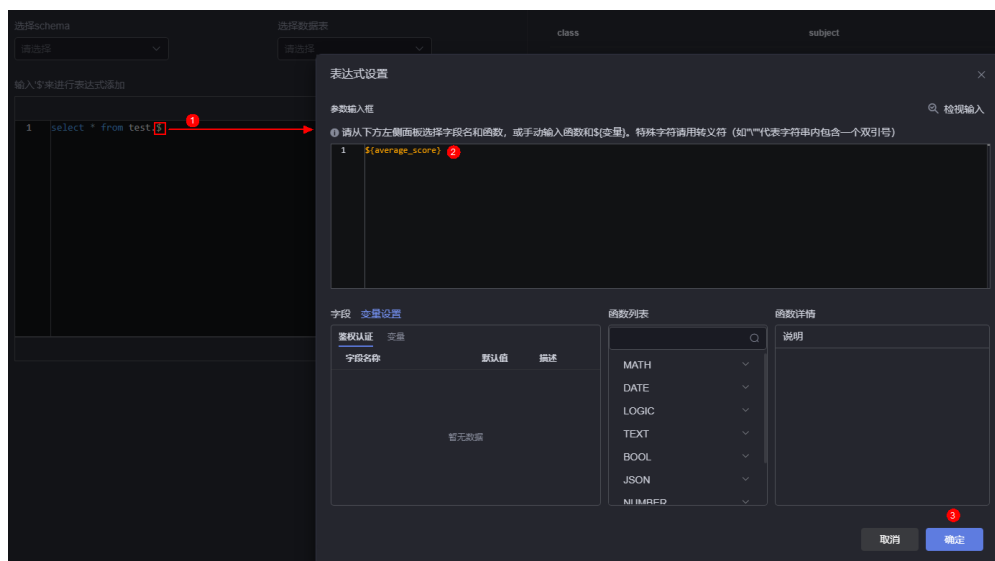 选择schema
选择数据表
class
subject
请选择
请选择
表达式设置
输入'$'来进行表达式添加
参数输入框
检视输入
1 select * from test.$
1
请从下方左侧面板选择字段名和函数，或手动输入函数和${变量}。特殊字符请用转义符（如"\""代表字符串内包含一个双引号）
1 ${average_score}
2
字段 变量设置
函数列表
函数详情
鉴权认证 变量
说明
字段名称 默认值 描述
MATH
DATE
LOGIC
TEXT
暂无数据
BOOL
JSON
NUMBER
3
取消
确定